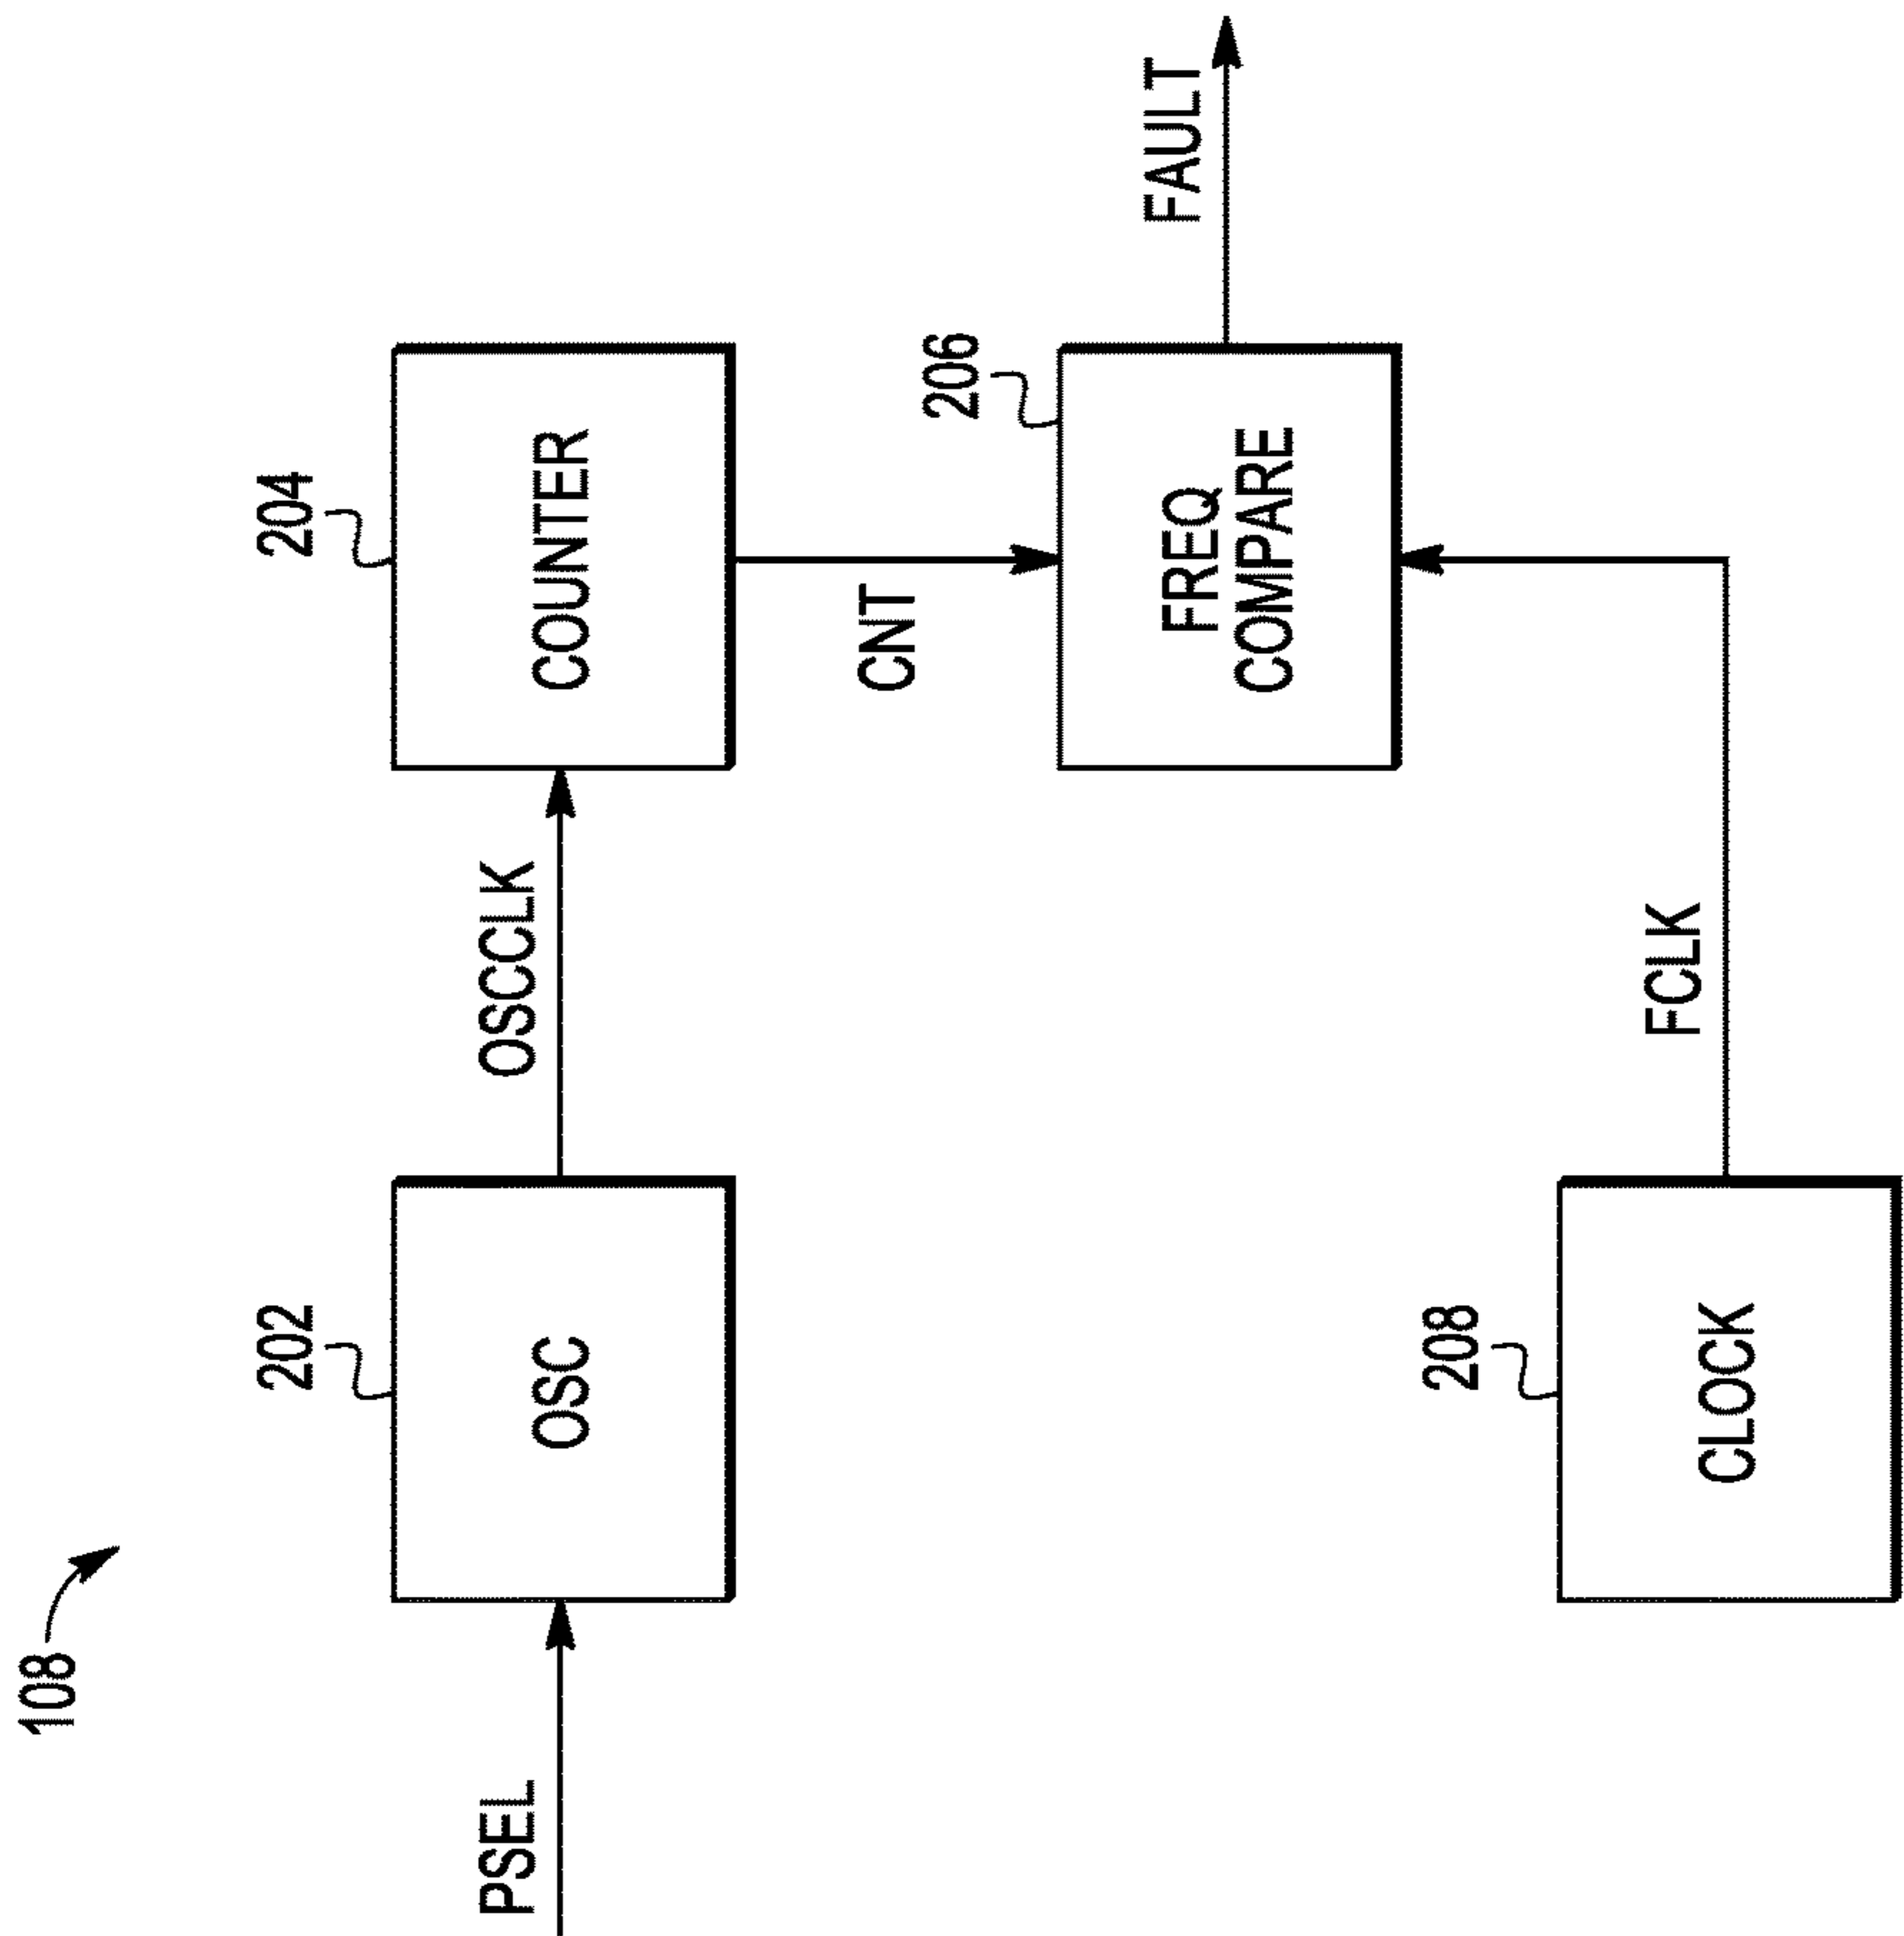 108
PSEL
202
OSC
OSCCLK
204
COUNTER
CNT
206
FREQ
COMPARE
FAULT
208
CLOCK
FCLK